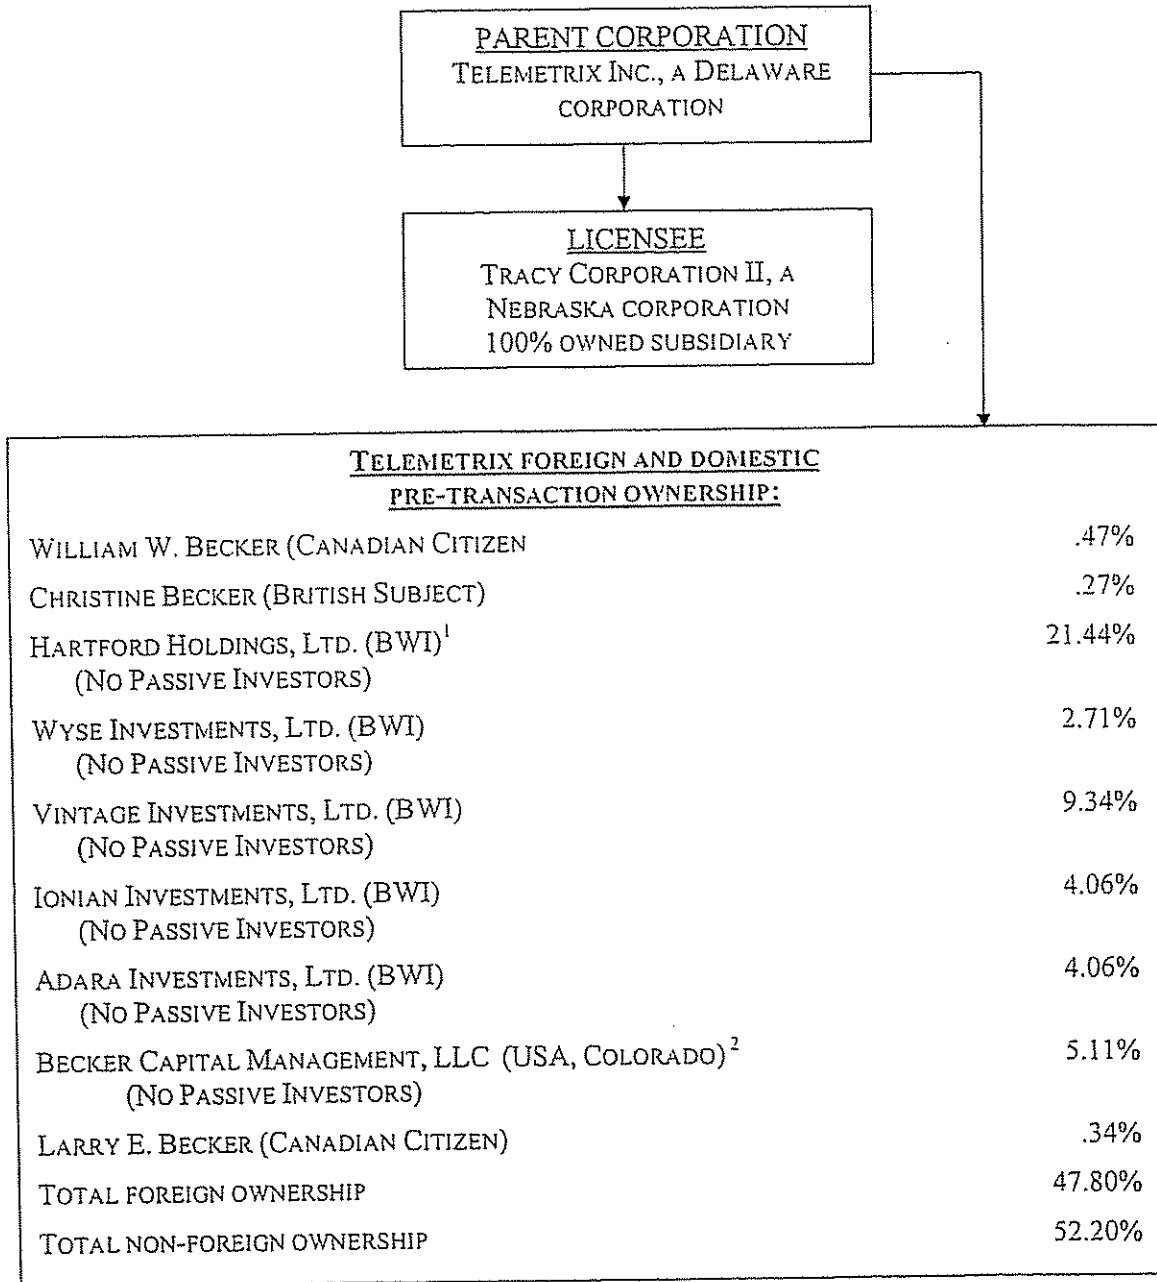 PARENT CORPORATION
TELEMETRIX INC., A DELAWARE
CORPORATION
LICENSEE
TRACY CORPORATION II, A
NEBRASKA CORPORATION
100% OWNED SUBSIDIARY
TELEMETRIX FOREIGN AND DOMESTIC
PRE-TRANSACTION OWNERSHIP:
WILLIAM W. BECKER (CANADIAN CITIZEN .47%
CHRISTINE BECKER (BRITISH SUBJECT) .27%
HARTFORD HOLDINGS, LTD. (BWI)1 21.44%
(NO PASSIVE INVESTORS)
WYSE INVESTMENTS, LTD. (BWI) 2.71%
(NO PASSIVE INVESTORS)
VINTAGE INVESTMENTS, LTD. (BWI) 9.34%
(NO PASSIVE INVESTORS)
IONIAN INVESTMENTS, LTD. (BWI) 4.06%
(NO PASSIVE INVESTORS)
ADARA INVESTMENTS, LTD. (BWI) 4.06%
(NO PASSIVE INVESTORS)
BECKER CAPITAL MANAGEMENT, LLC (USA, COLORADO)2 5.11%
(NO PASSIVE INVESTORS)
LARRY E. BECKER (CANADIAN CITIZEN) .34%
TOTAL FOREIGN OWNERSHIP 47.80%
TOTAL NON-FOREIGN OWNERSHIP 52.20%